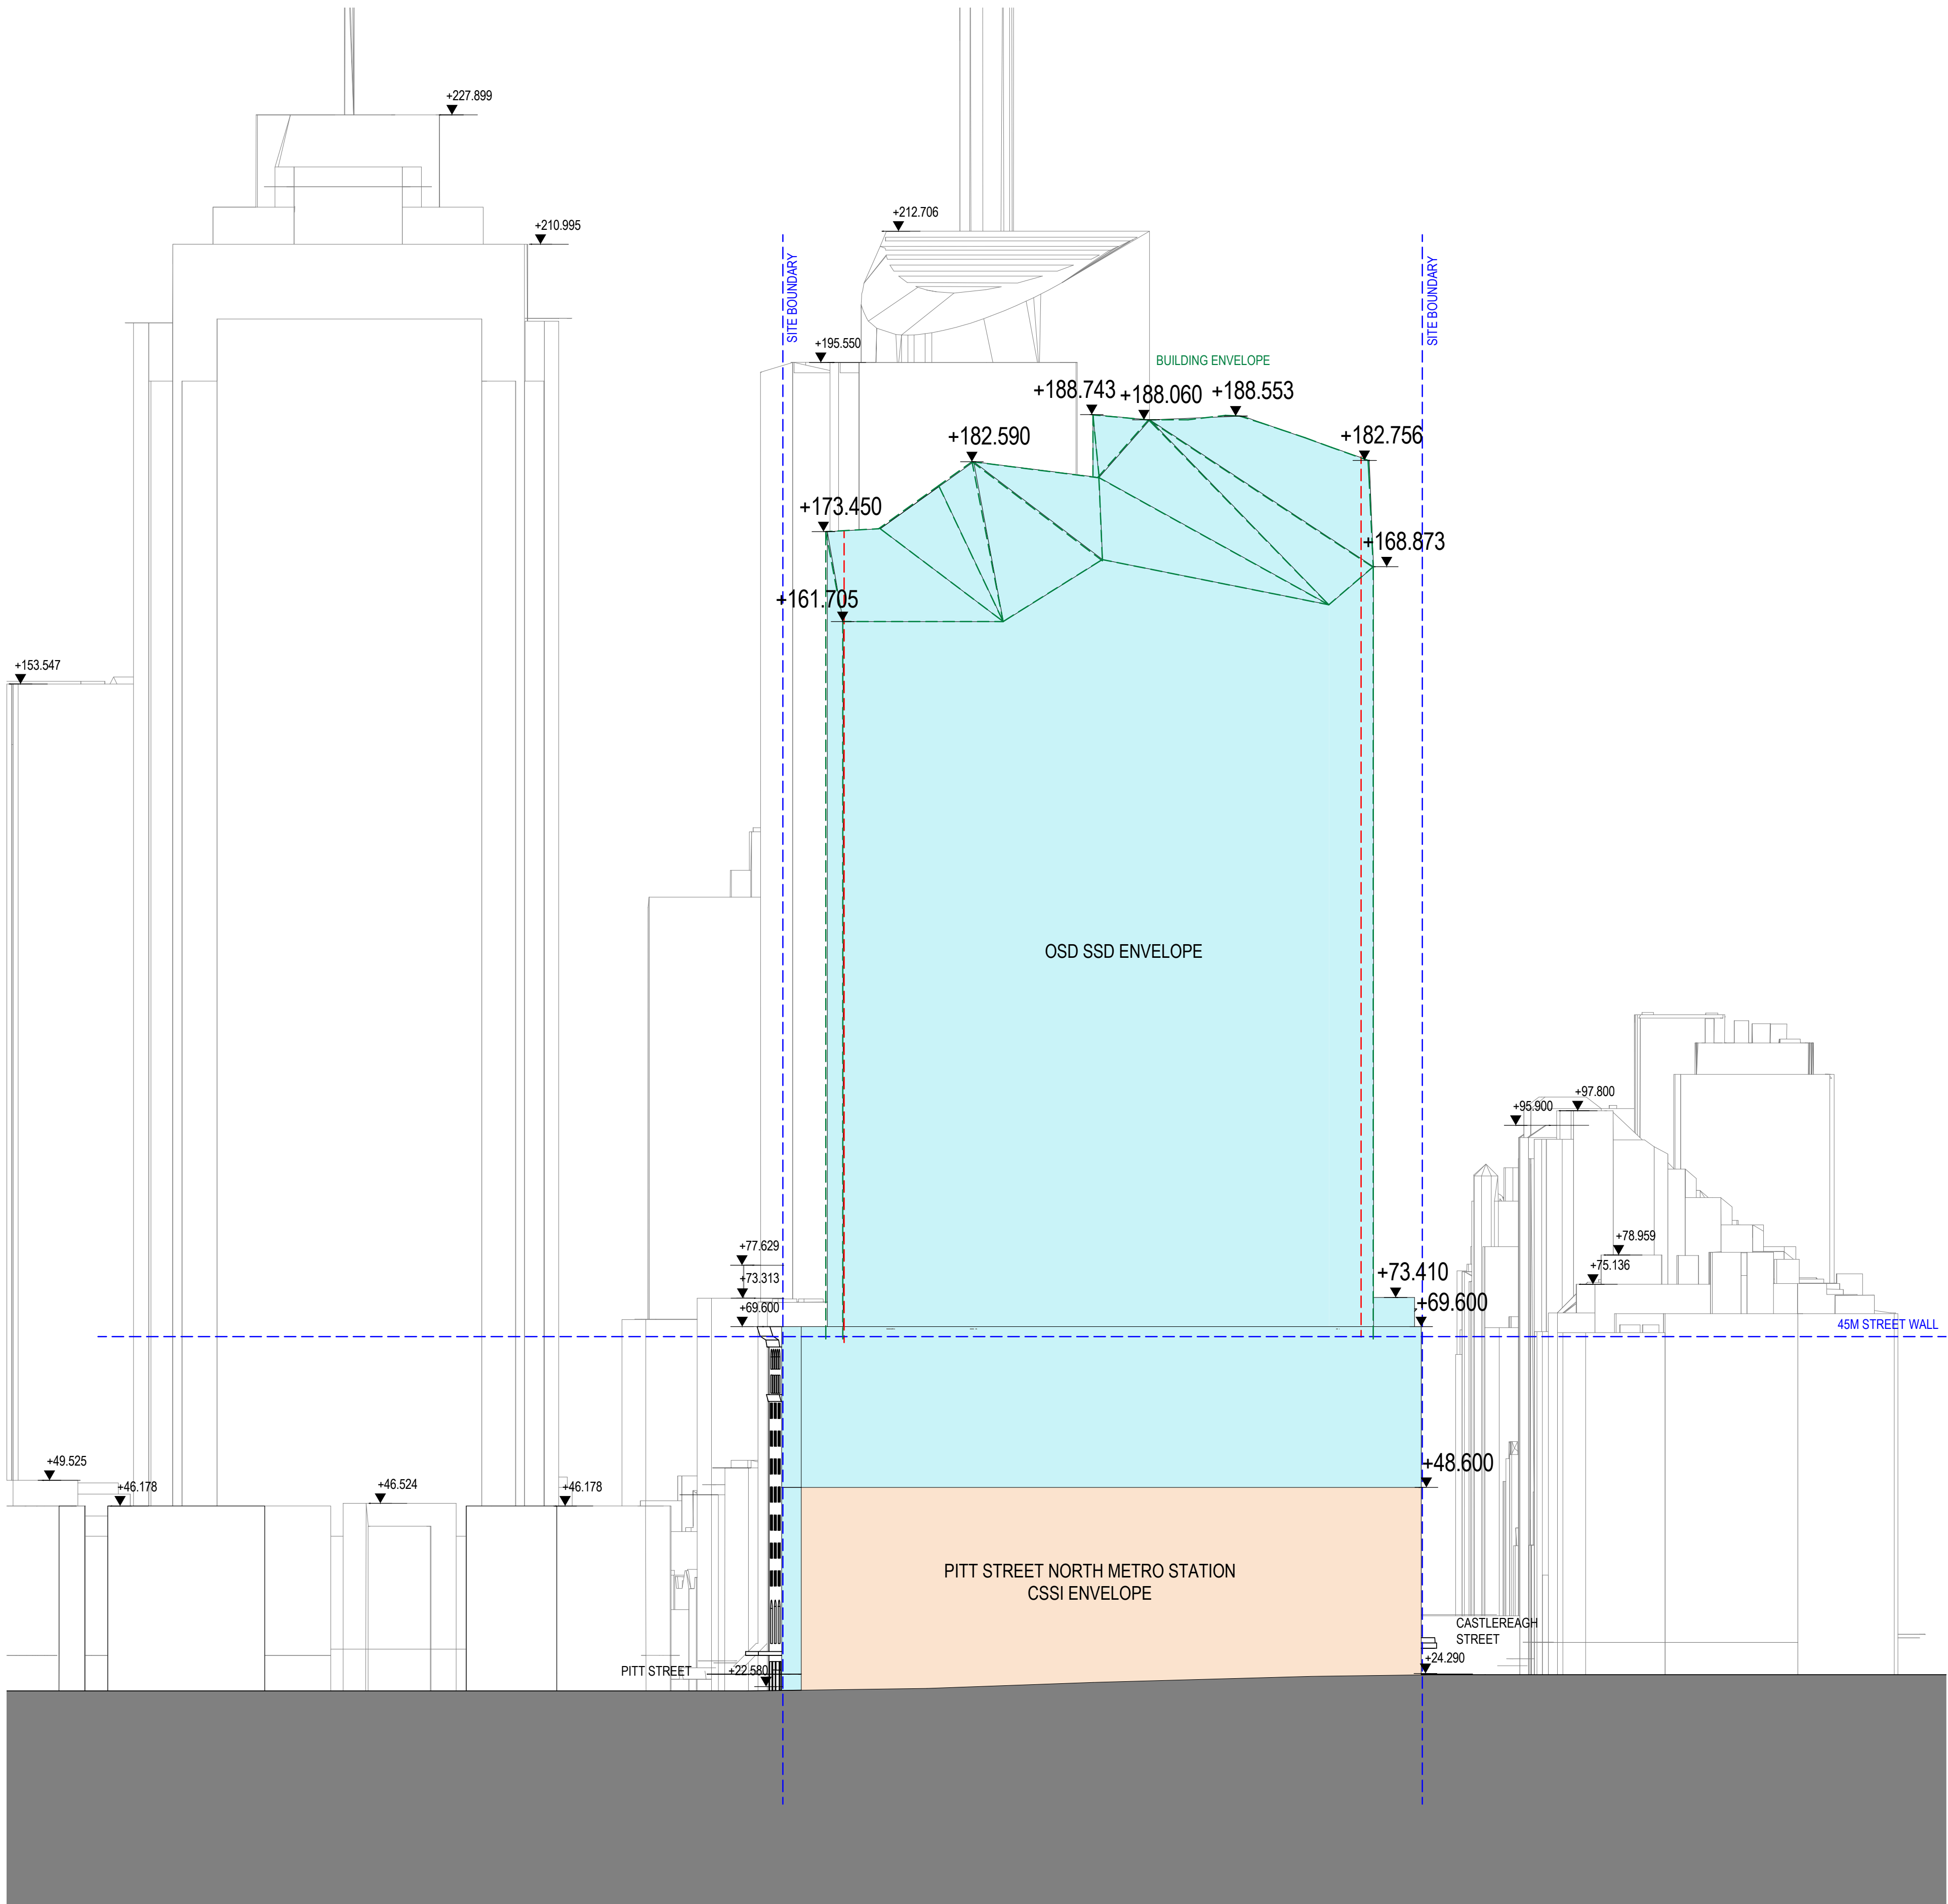 +227.899
+212.706
+210.995
SITE BOUNDARY
SITE BOUNDARY
+195.550
BUILDING ENVELOPE
+188.743
+188.060
+188.553
+182.590
+182.756
+173.450
+168.873
+161.705
+153.547
OSD SSD ENVELOPE
+97.800
+95.900
+77.629
+78.959
+73.313
+73.410
+75.136
+69.600
+69.600
45M STREET WALL
+49.525
+46.178
+46.524
+46.178
+48.600
PITT STREET NORTH METRO STATION
CSSI ENVELOPE
CASTLEREAGH
STREET
PITT STREET
+22.580
+24.290